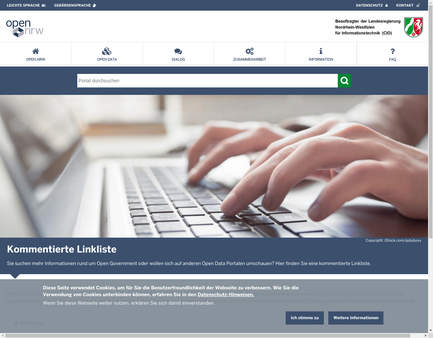 LEICHTE SPRACHE
GEBÄRDENSPRACHE
DATENSCHUTZ
KONTAKT
open
nrw
Beauftragter der Landesregierung
Nordrhein-Westfalen
für Informationstechnik (CIO)
OPEN.NRW
OPEN DATA
DIALOG
ZUSAMMENARBEIT
INFORMATION
FAQ
Portal durchsuchen
Copyright: iStock.com/
Kommentierte Linkliste
Sie suchen mehr Informationen rund um Open Government oder wollen sich auf anderen Open Data Portalen umschauen? Hier finden Sie eine kommentierte Linkliste.
Diese Seite verwendet Cookies, um für Sie die Benutzerfreundlichkeit der Webseite zu verbessern. Wie Sie die
Verwendung von Cookies unterbinden können, erfahren Sie in den Datenschutz-Hinweisen.
Wenn Sie diese Webseite weiter nutzen, erklären Sie sich damit einverstanden.
Ich stimme zu
Weitere Informationen